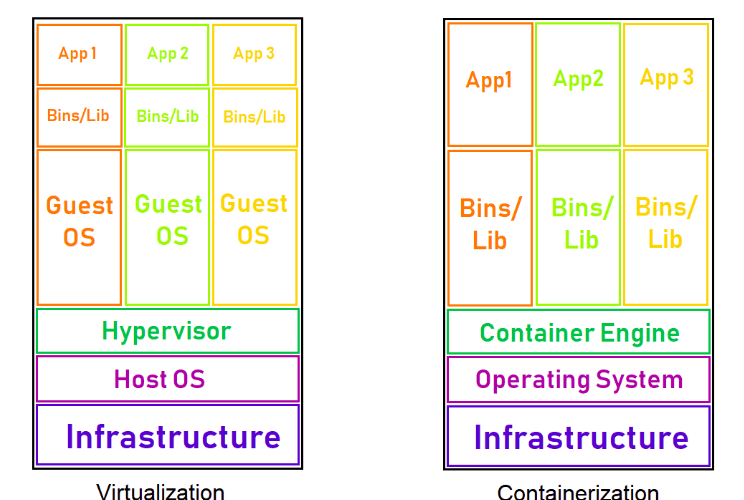 App 1
App 2
App 3
Bins/Lib
Bins/Lib
Bins/Lib
Guest
OS
Guest
OS
Guest
OS
Hypervisor
Host OS
Infrastructure
Virtualization
App1
App2
App 3
Bins/
Lib
Bins/
Lib
Bins/
Lib
Container Engine
Operating System
Infrastructure
Containerization